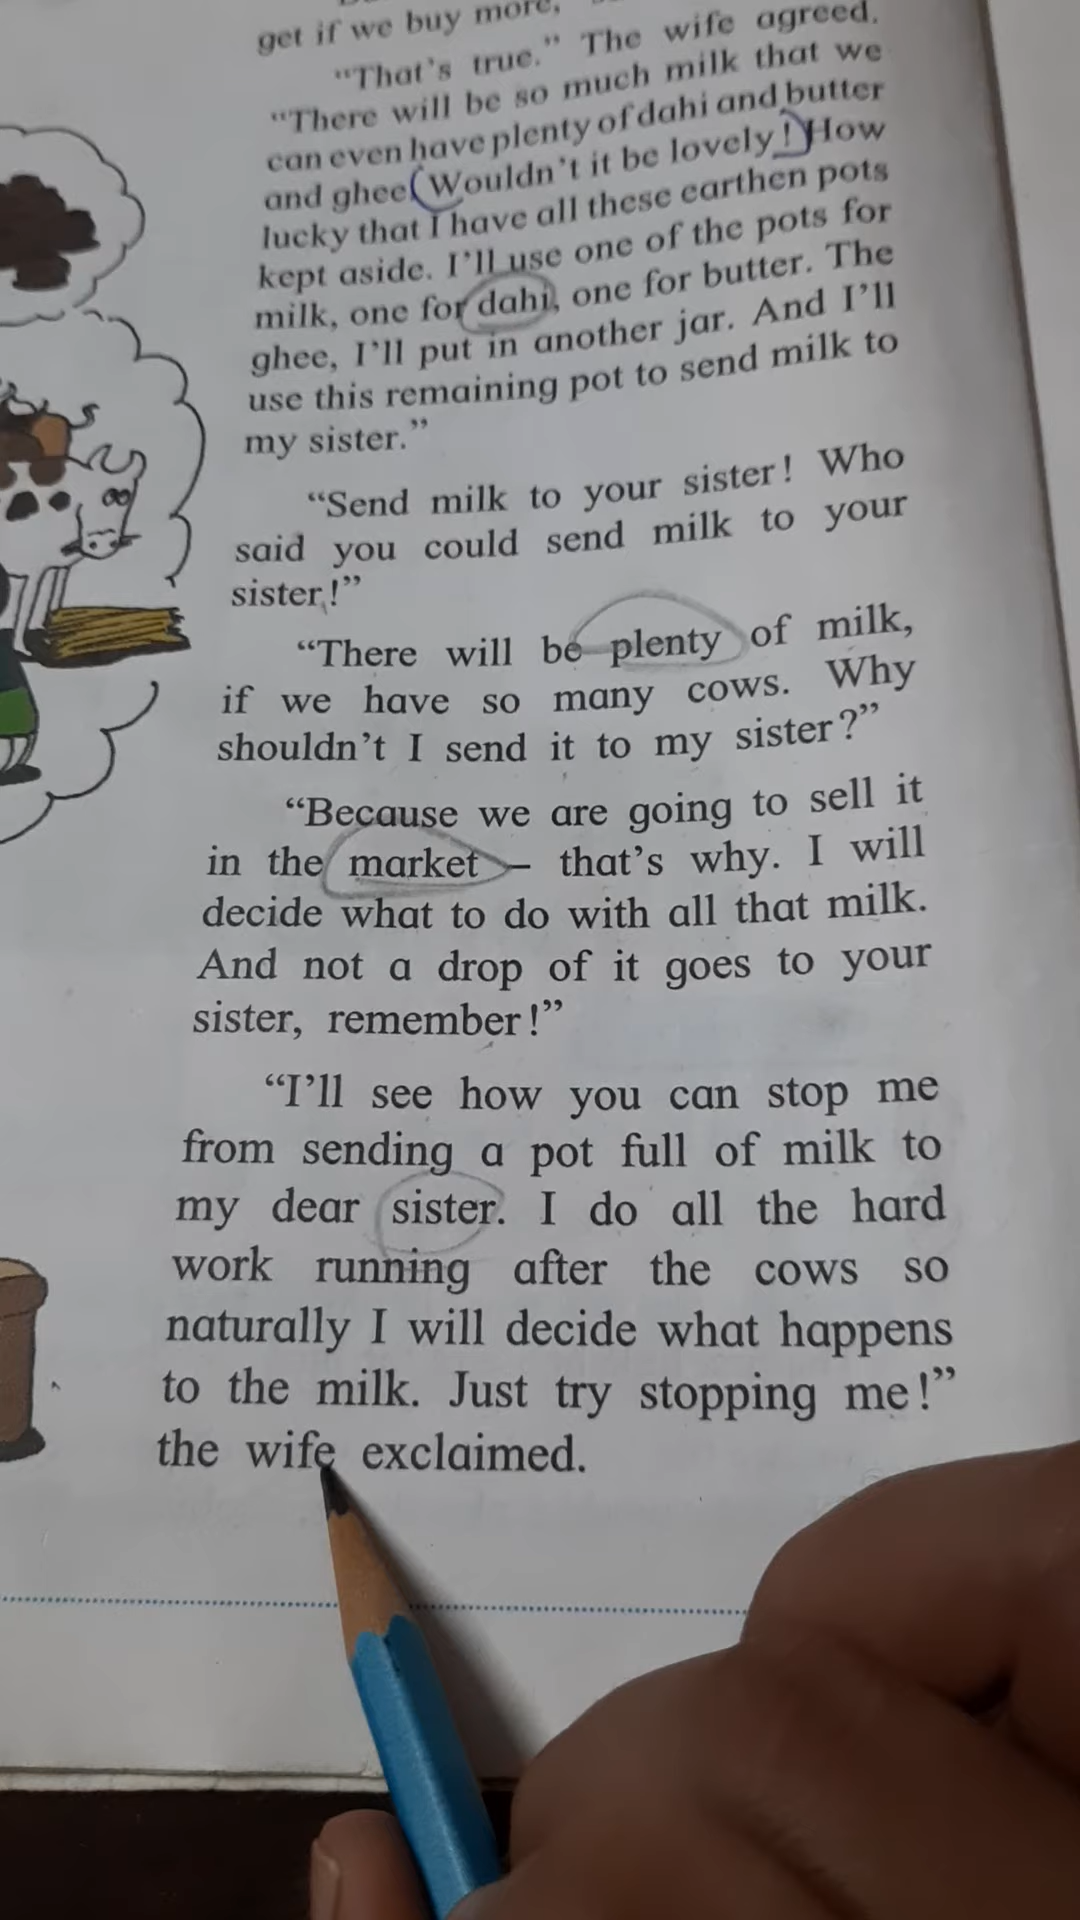 get if we buy more,
"That's true." The wife agreed.
"There will be so much milk that we
can even have plenty of dahi and butter
and ghee Wouldn't it be lovely! How
lucky that I have all these earthen pots
kept aside. I'll use one of the pots for
milk, one for dahi, one for butter. The
ghee, I'll put in another jar. And I'll
use this remaining pot to send milk to
my sister."
"Send milk to your sister! Who
said you could send milk to your
sister!"
"There will be plenty of milk,
if we have so many cows. Why
shouldn't I send it to my sister?"
"Because we are going to sell it
in the market – that's why. I will
decide what to do with all that milk.
And not a drop of it goes to your
sister, remember!"
"I'll see how you can stop me
from sending a pot full of milk to
my dear sister. I do all the hard
work running after the cows so
naturally I will decide what happens
to the milk. Just try stopping me!"
the wife exclaimed.